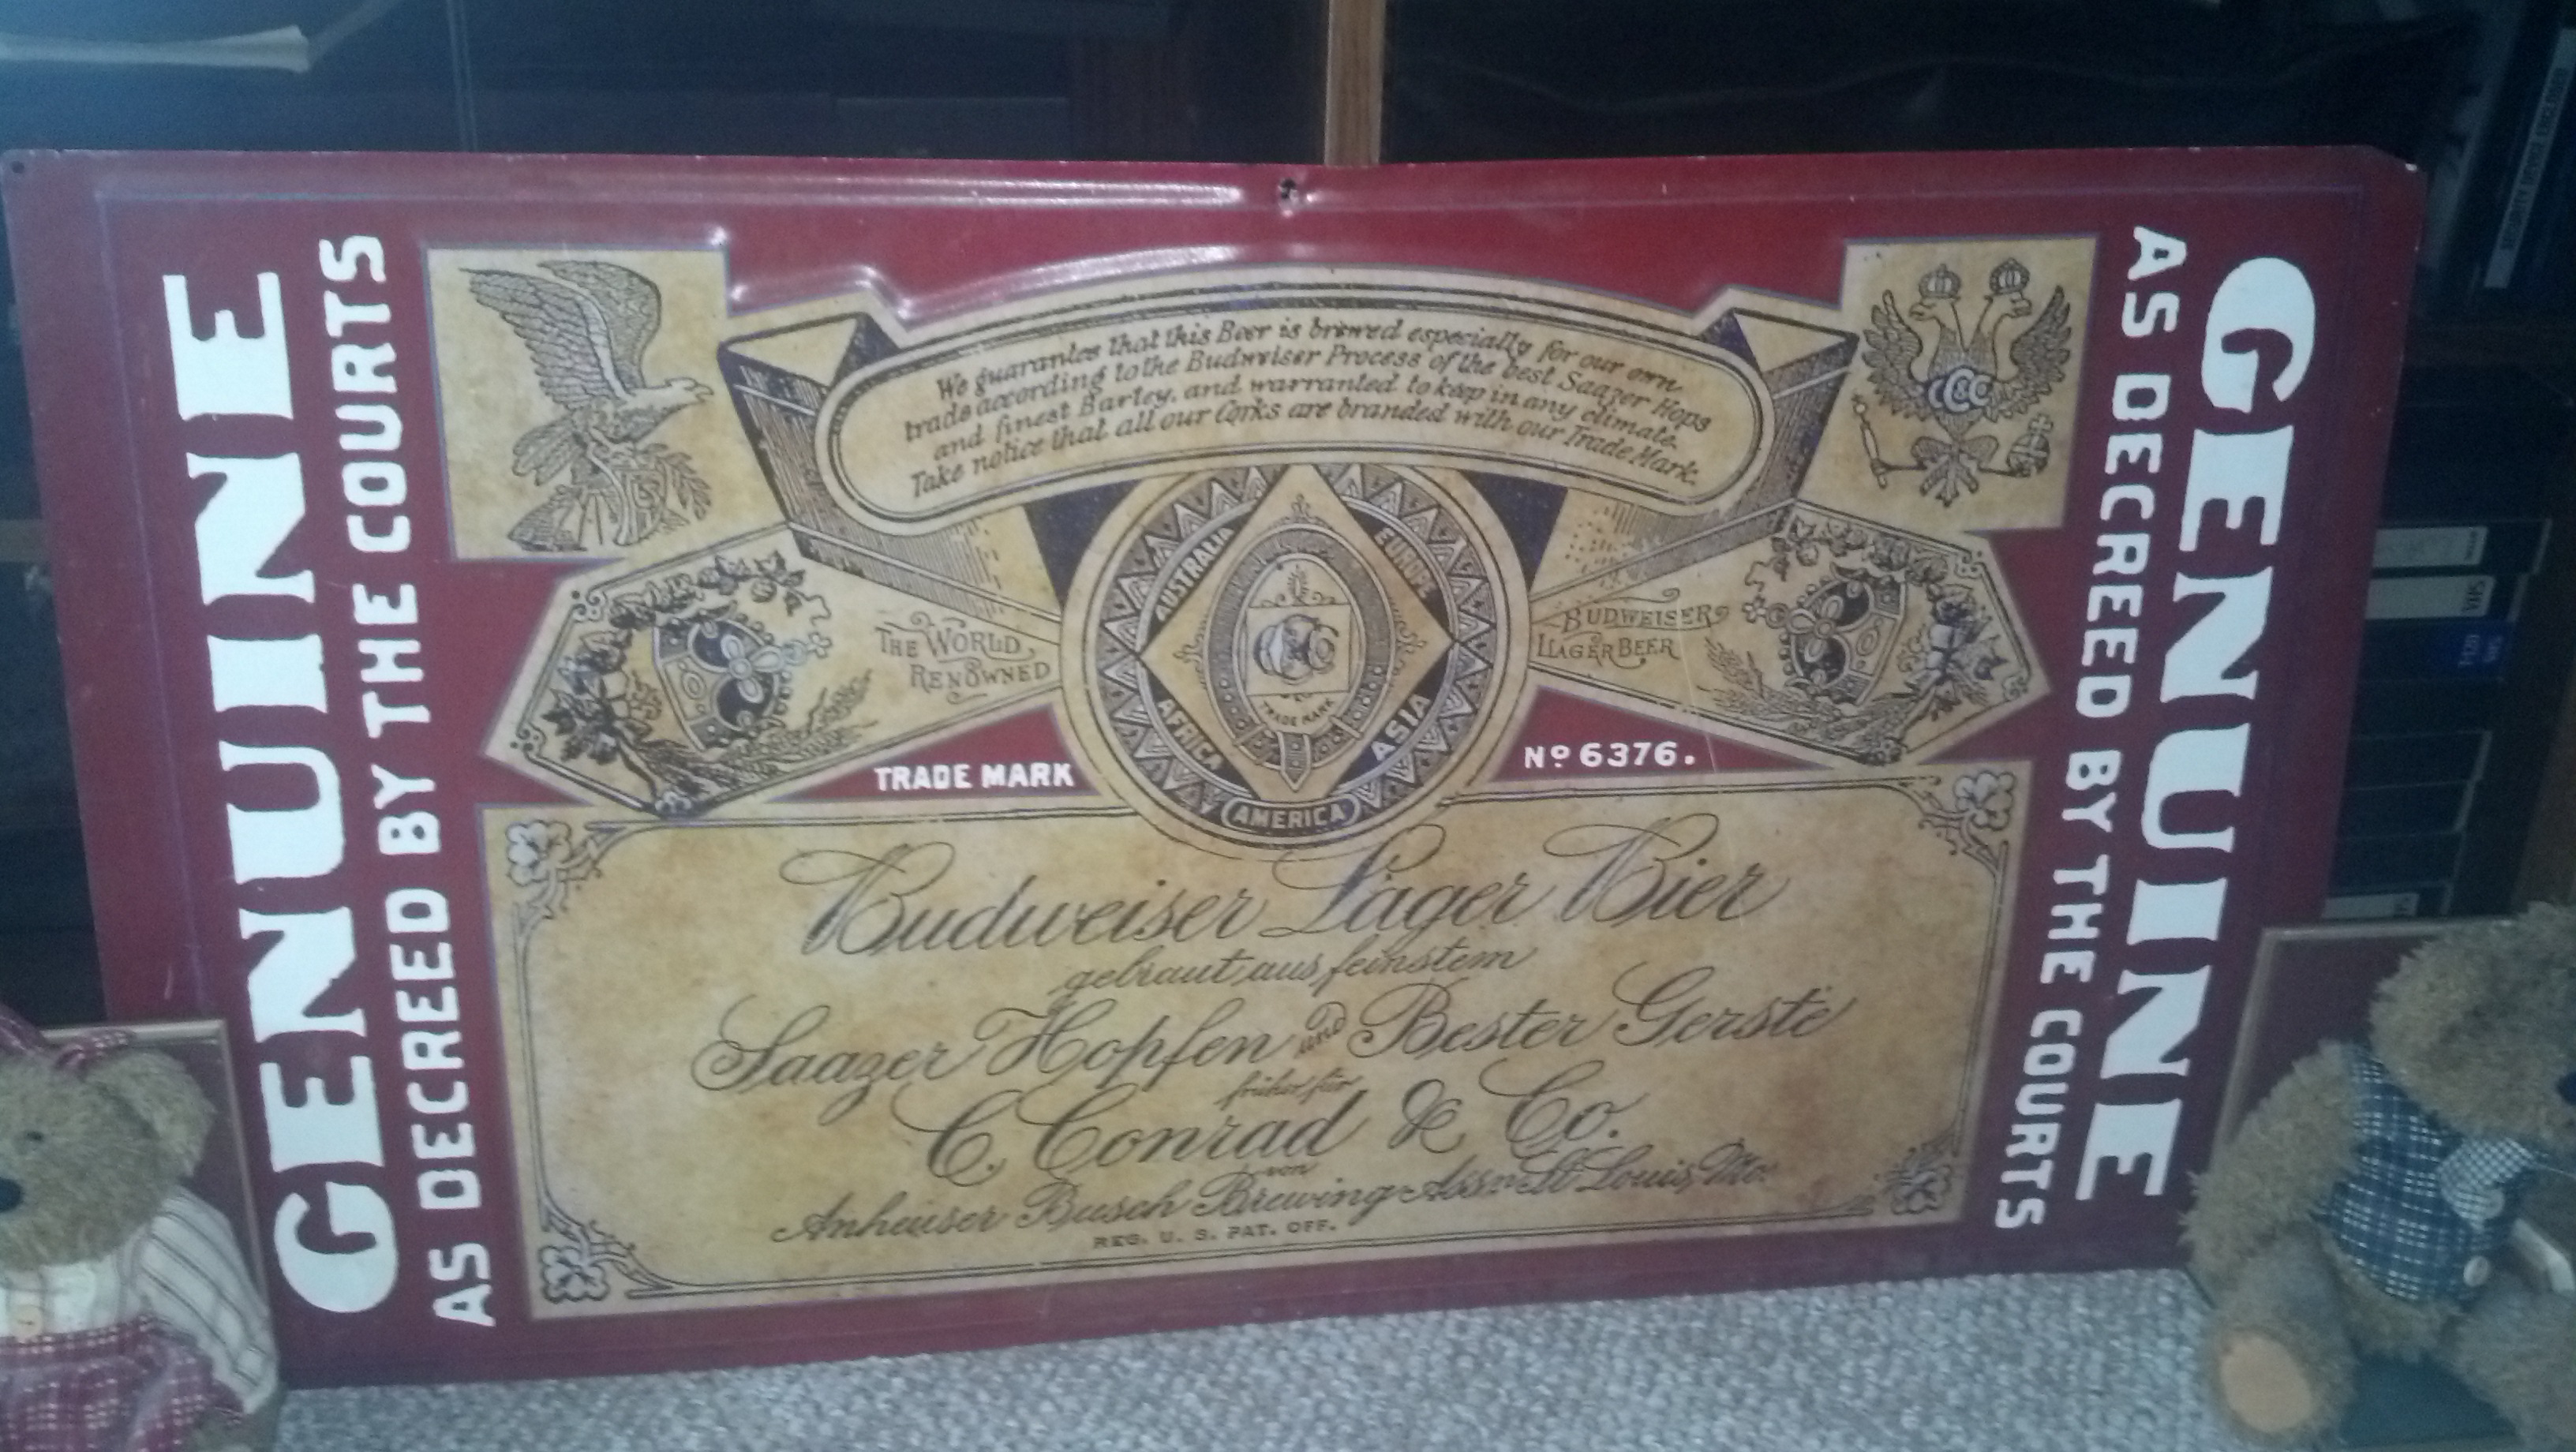 GENUINE
AS DECREED BY THE COURTS
We guarantee that this Beer is brewed especially for our own
trade according to the Budweiser Process of the best Saazer Hops
and finest Barley, and warranted to keep in any climate.
Take notice that all our Corks are branded with our Trade Mark.
CCC
AUSTRALIA
EUROPE
THE WORLD
RENOWNED
BUDWEISER
LAGER BEER
TRADE MARK
AFRICA
ASIA
AMERICA
TRADE MARK
No 6376.
Budweiser Lager Bier
gebraut aus feinstem
Saazer Hopfen und Bester Gerste
früher für
C. Conrad & Co.
von
Anheuser Busch Brewing Assn. St Louis, Mo.
REG. U. S. PAT. OFF.
GENUINE
AS DECREED BY THE COURTS
VHS